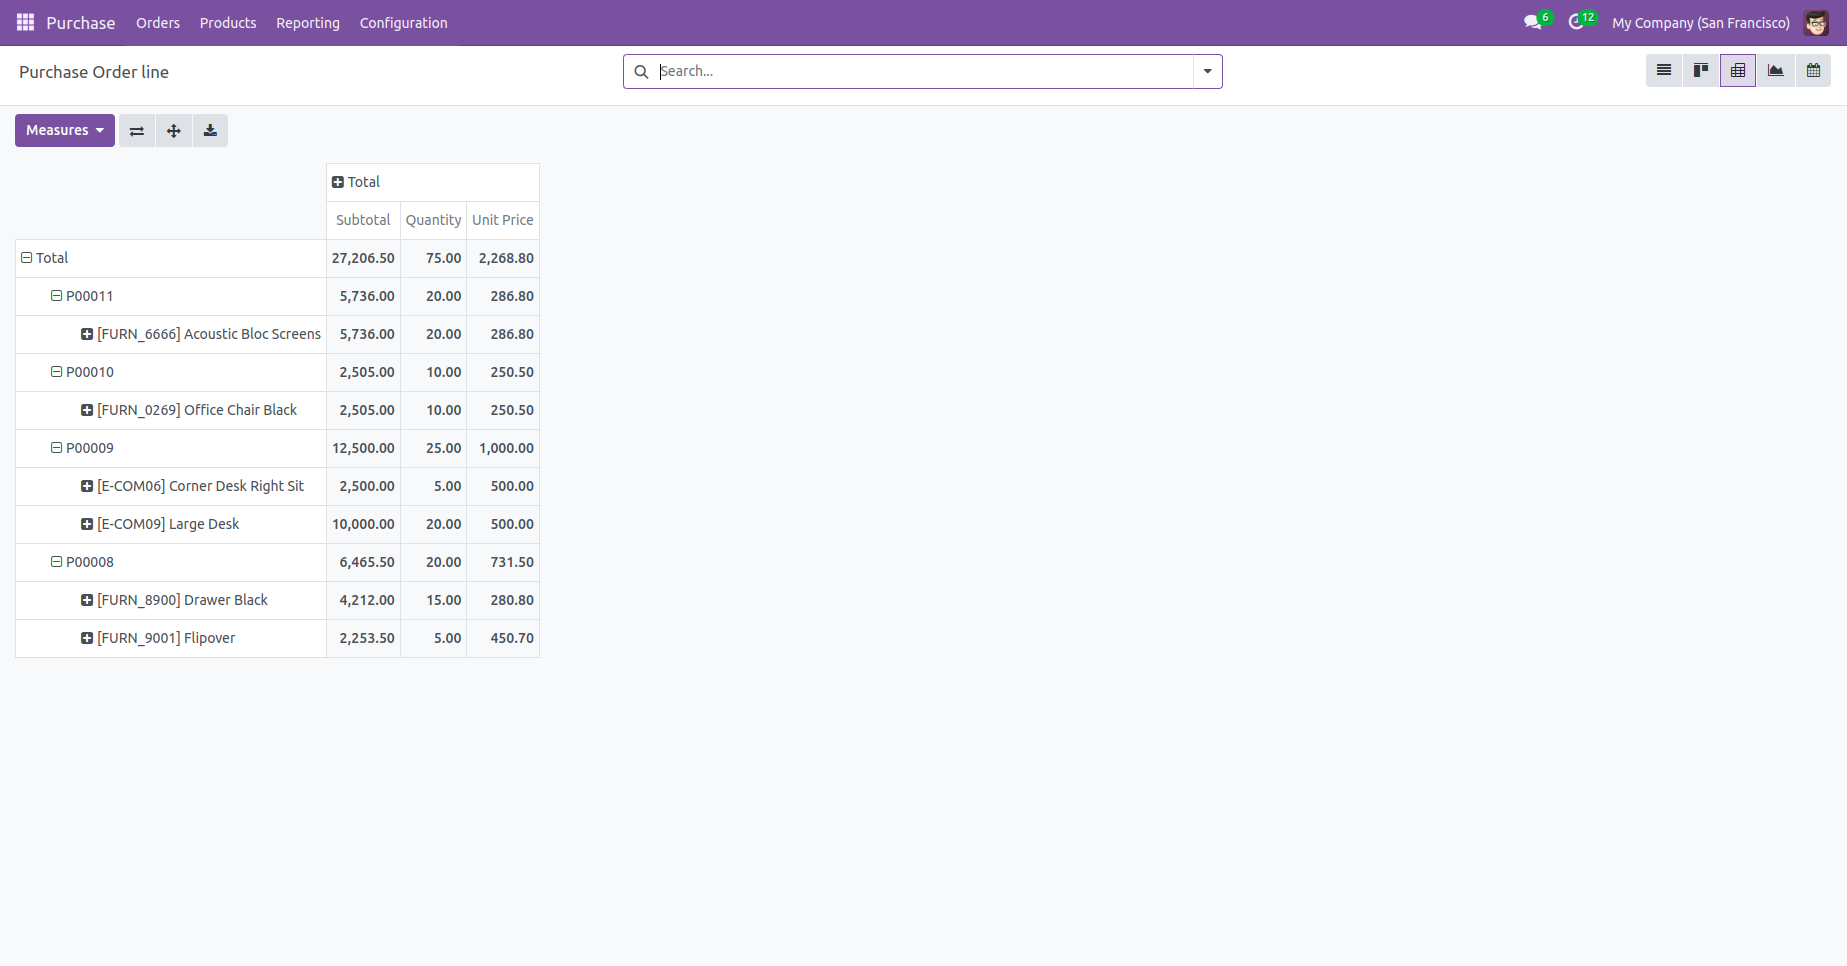 Purchase Orders Products Reporting Configuration 6 12 My Company (San Francisco)
Purchase Order line Search...
Measures
Total
Subtotal Quantity Unit Price
Total 27,206.50 75.00 2,268.80
P00011 5,736.00 20.00 286.80
[FURN_6666] Acoustic Bloc Screens 5,736.00 20.00 286.80
P00010 2,505.00 10.00 250.50
[FURN_0269] Office Chair Black 2,505.00 10.00 250.50
P00009 12,500.00 25.00 1,000.00
[E-COM06] Corner Desk Right Sit 2,500.00 5.00 500.00
[E-COM09] Large Desk 10,000.00 20.00 500.00
P00008 6,465.50 20.00 731.50
[FURN_8900] Drawer Black 4,212.00 15.00 280.80
[FURN_9001] Flipover 2,253.50 5.00 450.70